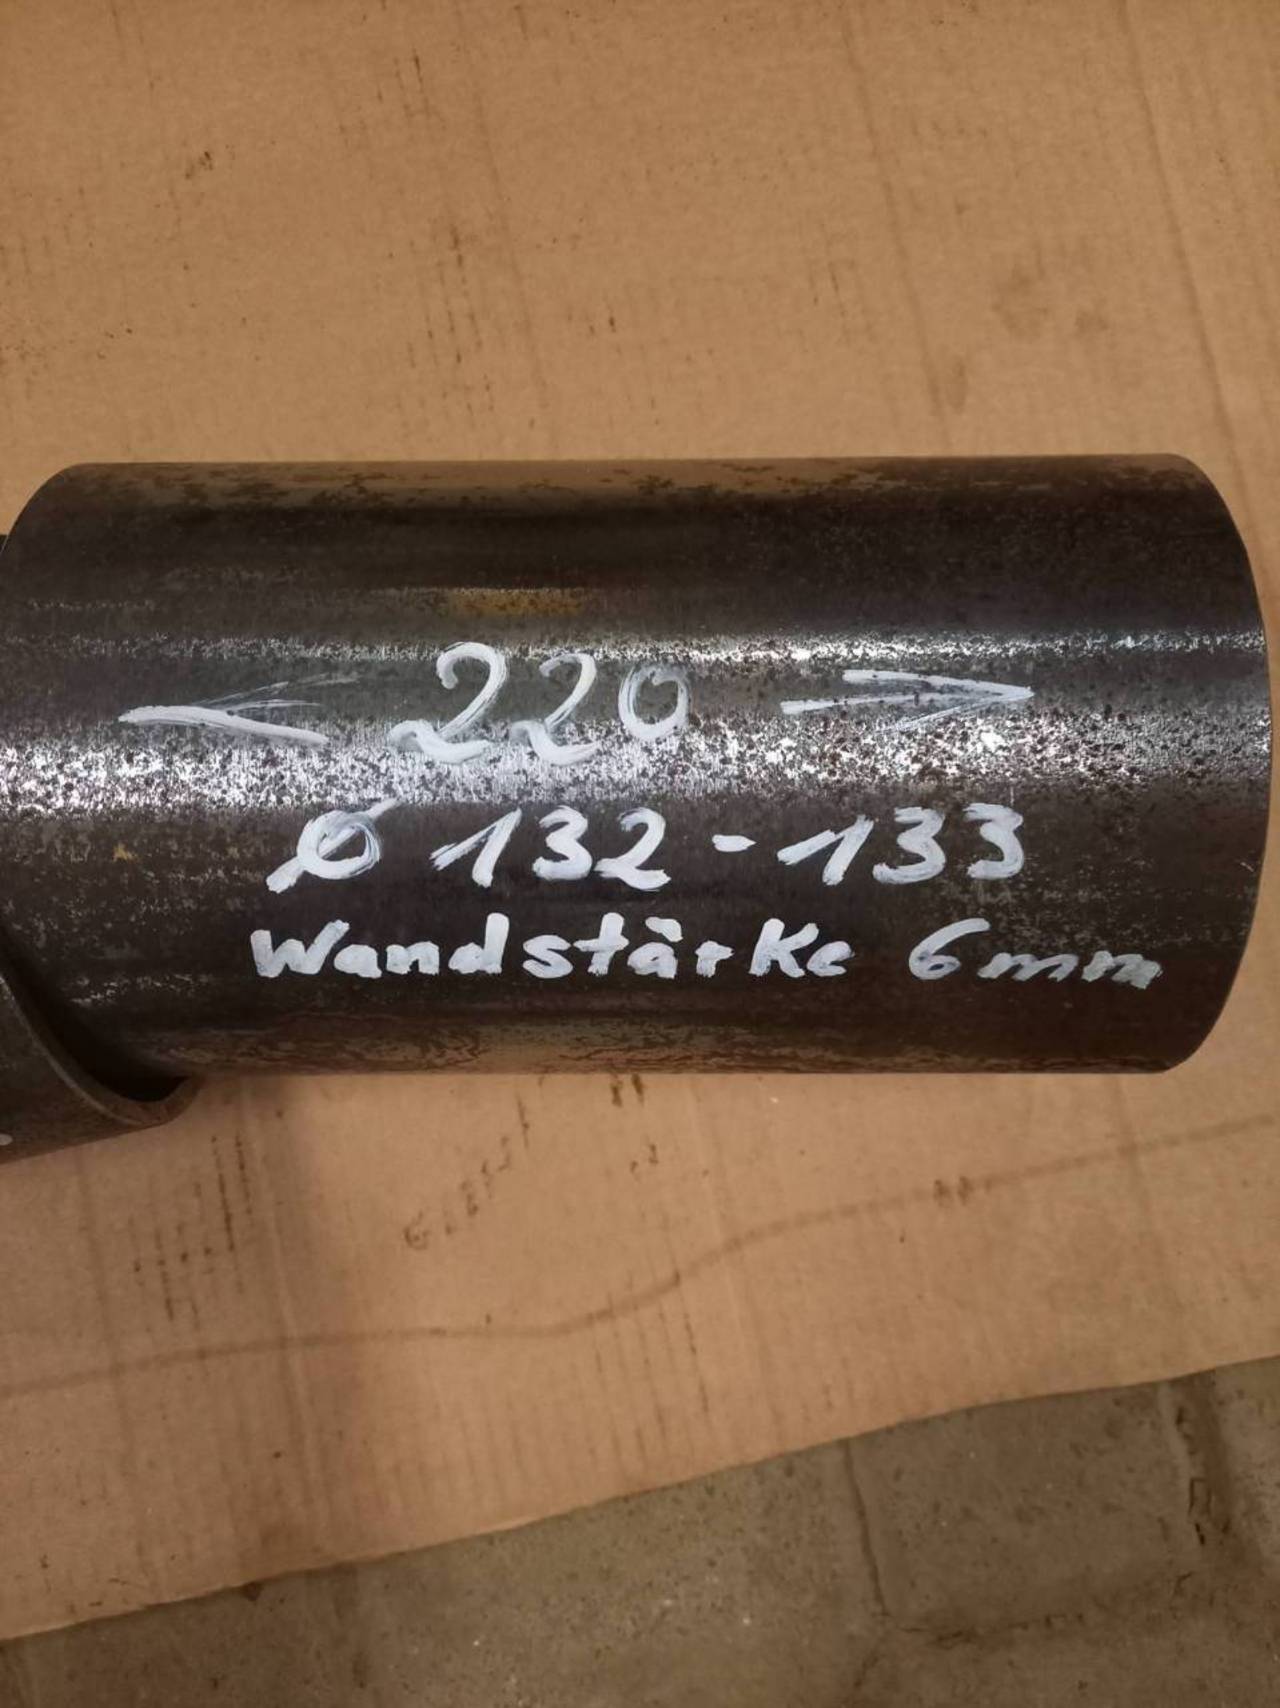 ← 220 →
Ø 132-133
Wandstärke 6mm